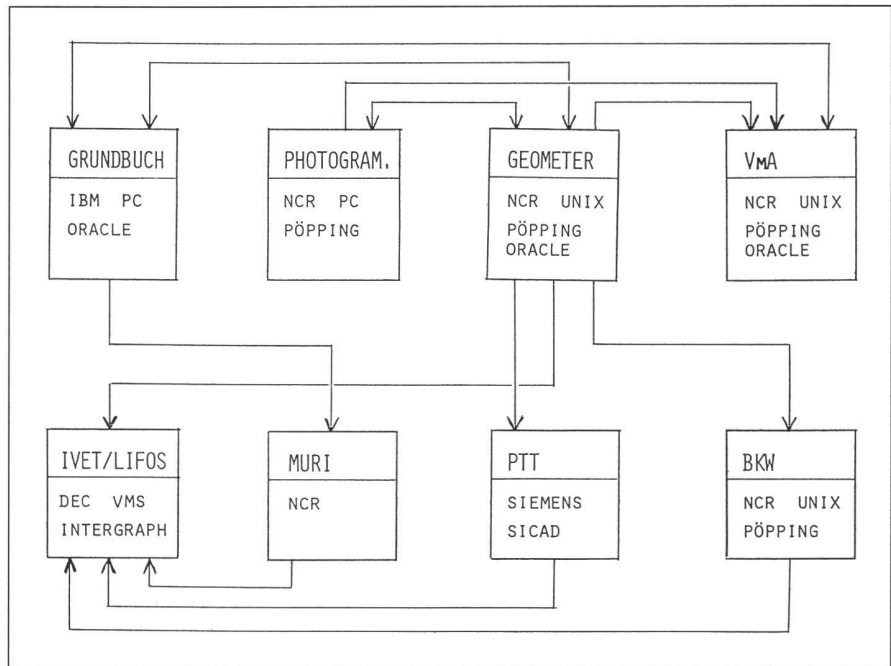 GRUNDBUCH
IBM PC
ORACLE
PHOTOGRAM.
NCR PC
PÖPPING
GEOMETER
NCR UNIX
PÖPPING
ORACLE
VMA
NCR UNIX
PÖPPING
ORACLE
IVET/LIFOS
DEC VMS
INTERGRAPH
MURI
NCR
PTT
SIEMENS
SICAD
BKW
NCR UNIX
PÖPPING